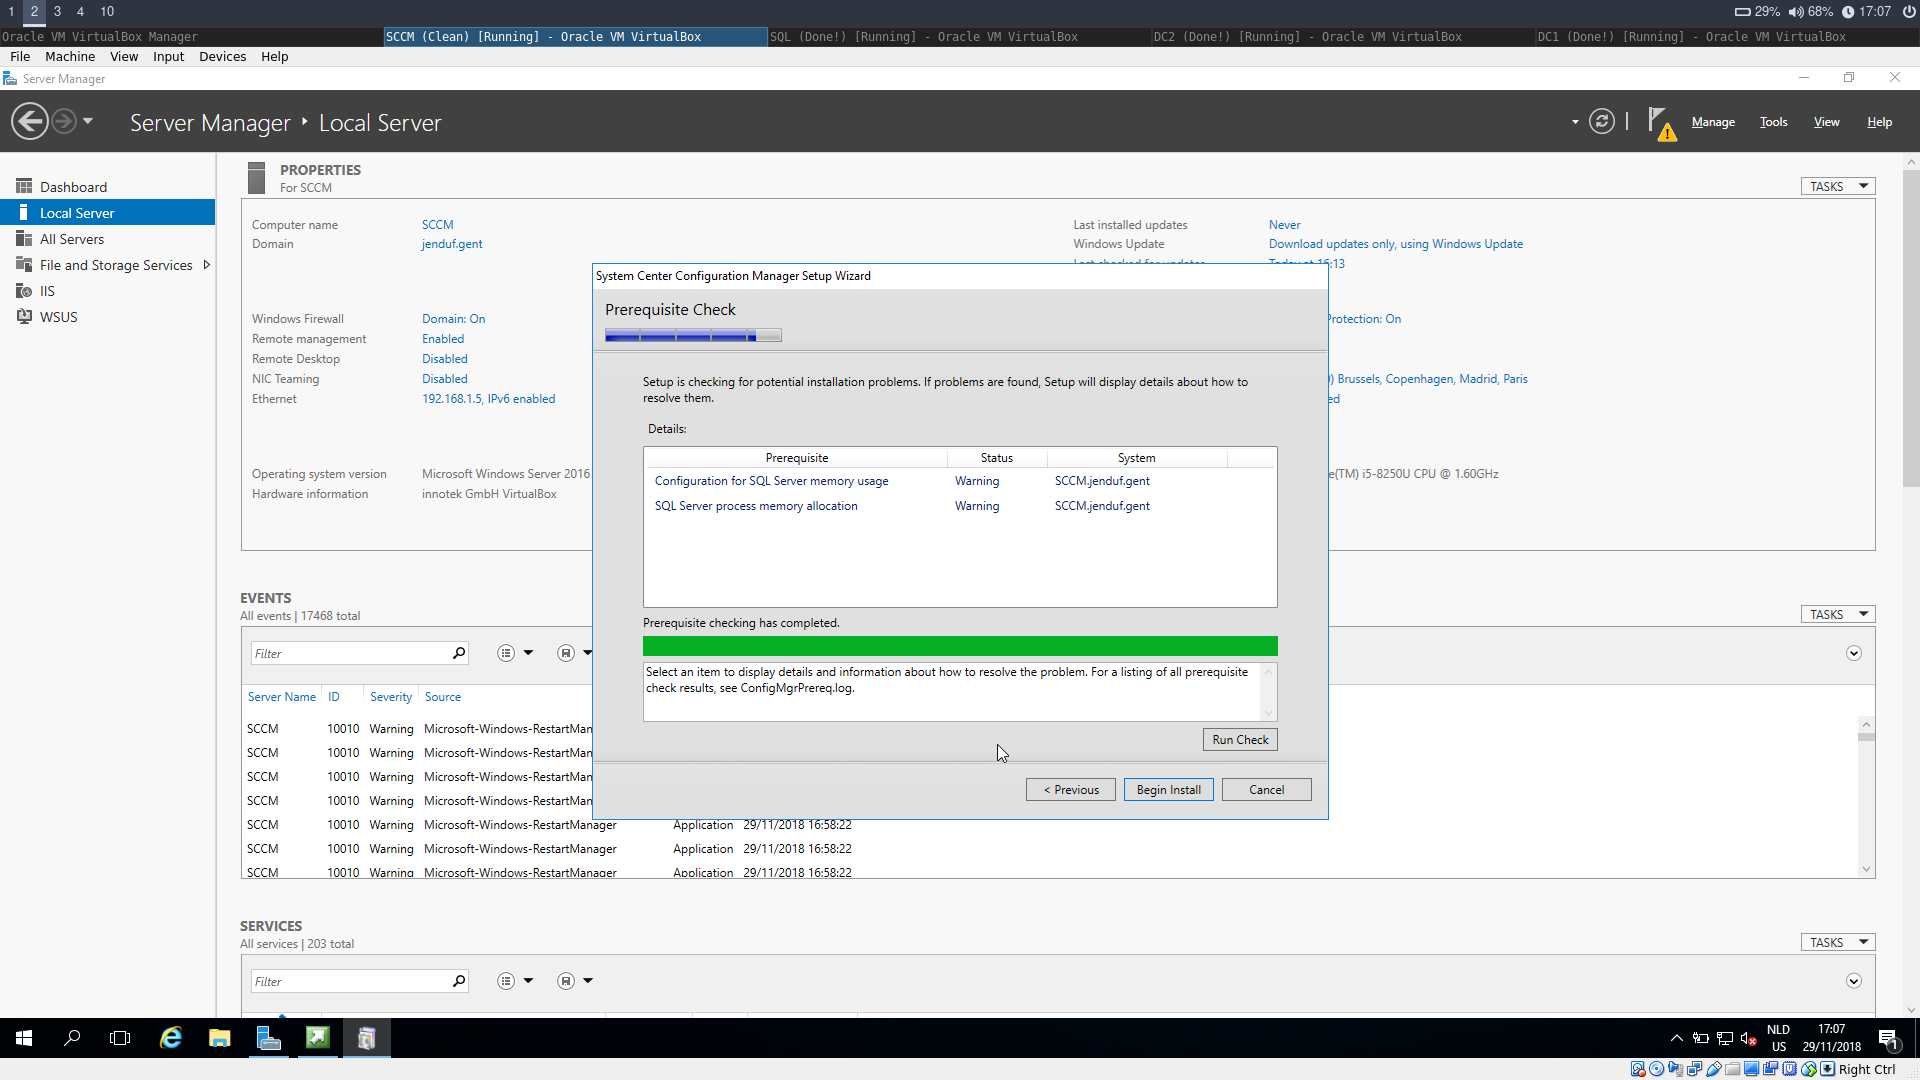 1 2 3 4 10
29% 68% 17:07
Oracle VM VirtualBox Manager
SCCM (Clean) [Running] - Oracle VM VirtualBox
SQL (Done!) [Running] - Oracle VM VirtualBox
DC2 (Done!) [Running] - Oracle VM VirtualBox
DC1 (Done!) [Running] - Oracle VM VirtualBox
File Machine View Input Devices Help
Server Manager
Server Manager ‣ Local Server
Manage Tools View Help
Dashboard
Local Server
All Servers
File and Storage Services
IIS
WSUS
PROPERTIES
For SCCM
TASKS
Computer name SCCM
Domain jenduf.gent
Last installed updates Never
Windows Update Download updates only, using Windows Update
Last checked for updates Today at 16:13
Windows Firewall Domain: On
Remote management Enabled
Remote Desktop Disabled
NIC Teaming Disabled
Ethernet 192.168.1.5, IPv6 enabled
Protection: On
) Brussels, Copenhagen, Madrid, Paris
ed
Operating system version Microsoft Windows Server 2016
Hardware information innotek GmbH VirtualBox
e(TM) i5-8250U CPU @ 1.60GHz
System Center Configuration Manager Setup Wizard
Prerequisite Check
Setup is checking for potential installation problems. If problems are found, Setup will display details about how to
resolve them.
Details:
Prerequisite Status System
Configuration for SQL Server memory usage Warning SCCM.jenduf.gent
SQL Server process memory allocation Warning SCCM.jenduf.gent
Prerequisite checking has completed.
Select an item to display details and information about how to resolve the problem. For a listing of all prerequisite
check results, see ConfigMgrPrereq.log.
Run Check
< Previous Begin Install Cancel
EVENTS
All events | 17468 total
TASKS
Filter
Server Name ID Severity Source
SCCM 10010 Warning Microsoft-Windows-RestartMan
SCCM 10010 Warning Microsoft-Windows-RestartMan
SCCM 10010 Warning Microsoft-Windows-RestartMan
SCCM 10010 Warning Microsoft-Windows-RestartMan
SCCM 10010 Warning Microsoft-Windows-RestartManager Application 29/11/2018 16:58:22
SCCM 10010 Warning Microsoft-Windows-RestartManager Application 29/11/2018 16:58:22
SCCM 10010 Warning Microsoft-Windows-RestartManager Application 29/11/2018 16:58:22
SERVICES
All services | 203 total
TASKS
Filter
NLD
US
17:07
29/11/2018
1
Right Ctrl